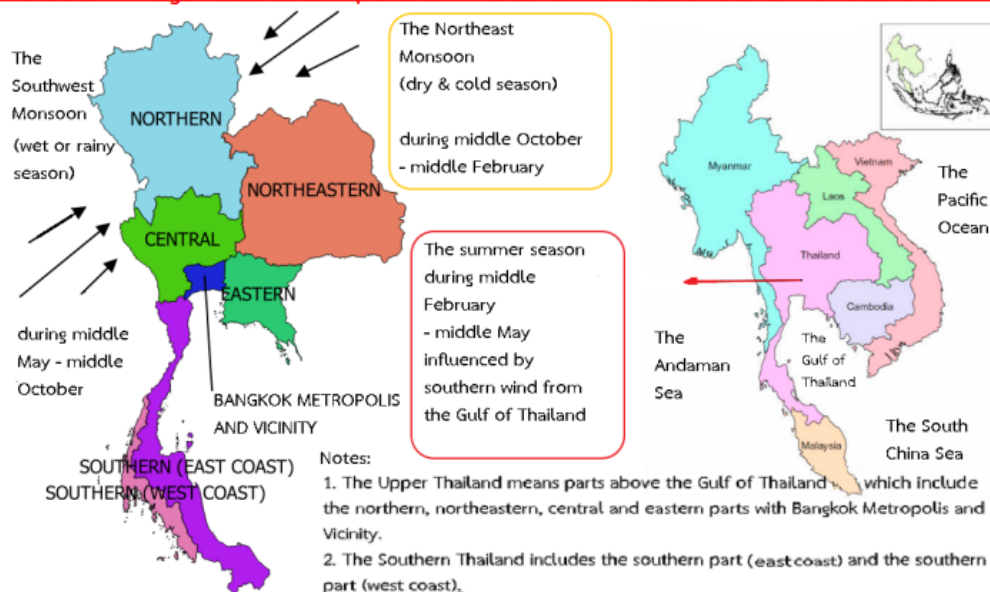 The
Southwest
Monsoon
(wet or rainy
season)
during middle
May - middle
October
NORTHERN
NORTHEASTERN
CENTRAL
EASTERN
BANGKOK METROPOLIS
AND VICINITY
SOUTHERN (EAST COAST)
SOUTHERN (WEST COAST)
The Northeast
Monsoon
(dry & cold season)
during middle October
- middle February
The summer season
during middle
February
- middle May
influenced by
southern wind from
the Gulf of Thailand
Myanmar
Laos
Vietnam
Thailand
Cambodia
Malaysia
The
Pacific
Ocean
The
Andaman
Sea
The
Gulf of
Thailand
The South
China Sea
Notes:
1. The Upper Thailand means parts above the Gulf of Thailand which include
the northern, northeastern, central and eastern parts with Bangkok Metropolis and
Vicinity.
2. The Southern Thailand includes the southern part (east coast) and the southern
part (west coast).